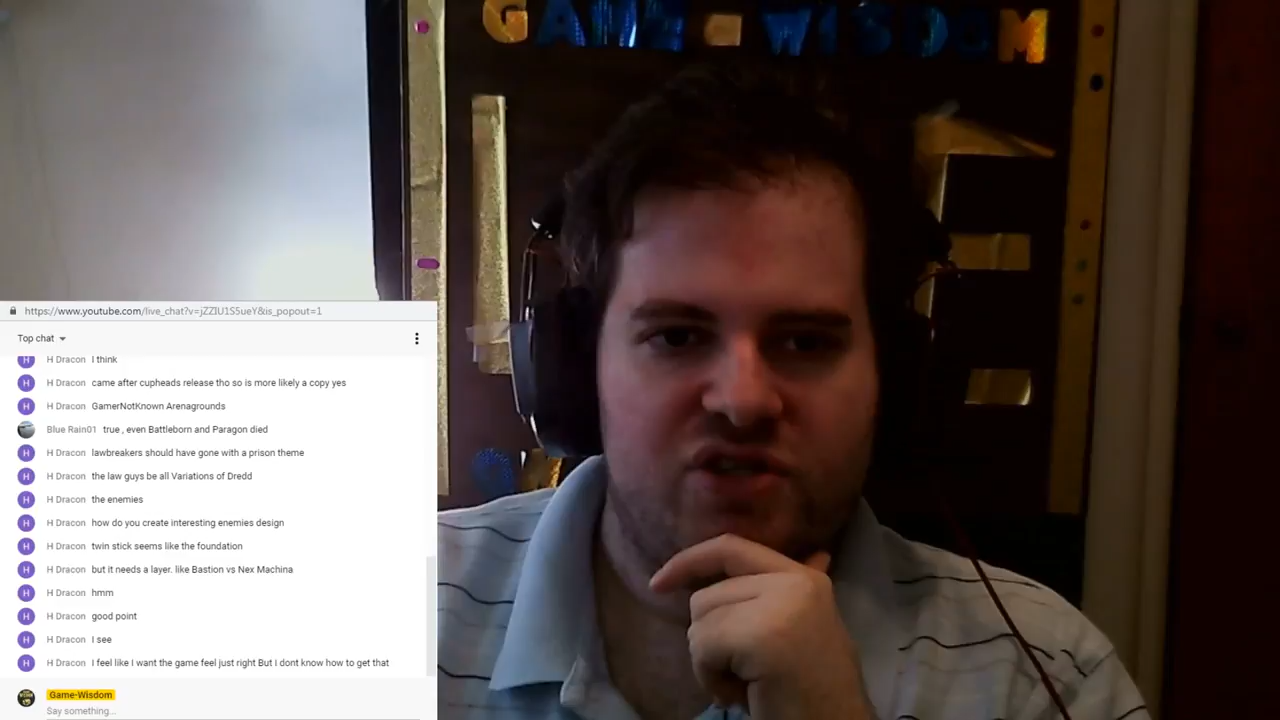 GAME-WISDOM
https://www.youtube.com/live_chat?v=jZZIU1S5ueY&is_popout=1
Top chat
H H Dracon I think
H H Dracon came after cupheads release tho so is more likely a copy yes
H H Dracon GamerNotKnown Arenagrounds
Blue Rain01 true , even Battleborn and Paragon died
H H Dracon lawbreakers should have gone with a prison theme
H H Dracon the law guys be all Variations of Dredd
H H Dracon the enemies
H H Dracon how do you create interesting enemies design
H H Dracon twin stick seems like the foundation
H H Dracon but it needs a layer. like Bastion vs Nex Machina
H H Dracon hmm
H H Dracon good point
H H Dracon I see
H H Dracon I feel like I want the game feel just right But i dont know how to get that
Game-Wisdom
Say something...